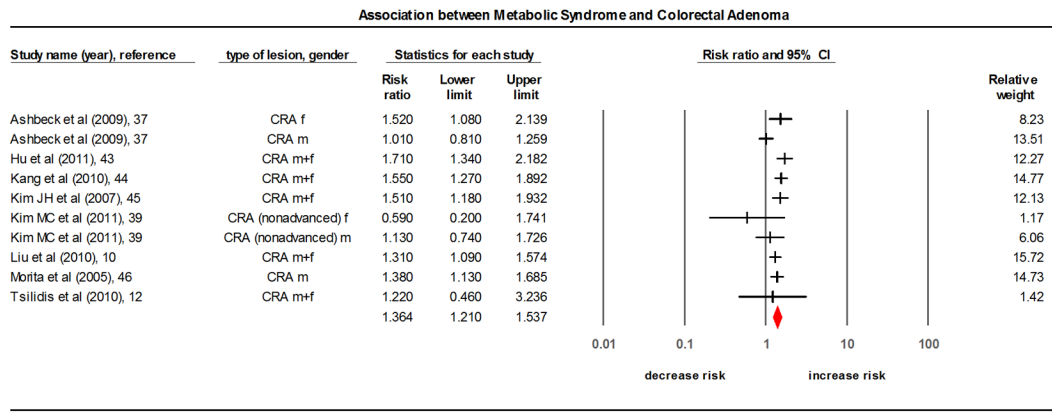 Association between Metabolic Syndrome and Colorectal Adenoma
Study name (year), reference type of lesion, gender Statistics for each study Risk ratio and 95% CI
Risk ratio Lower limit Upper limit Relative weight
Ashbeck et al (2009), 37 CRA f 1.520 1.080 2.139 8.23
Ashbeck et al (2009), 37 CRA m 1.010 0.810 1.259 13.51
Hu et al (2011), 43 CRA m+f 1.710 1.340 2.182 12.27
Kang et al (2010), 44 CRA m+f 1.550 1.270 1.892 14.77
Kim JH et al (2007), 45 CRA m+f 1.510 1.180 1.932 12.13
Kim MC et al (2011), 39 CRA (nonadvanced) f 0.590 0.200 1.741 1.17
Kim MC et al (2011), 39 CRA (nonadvanced) m 1.130 0.740 1.726 6.06
Liu et al (2010), 10 CRA m+f 1.310 1.090 1.574 15.72
Morita et al (2005), 46 CRA m 1.380 1.130 1.685 14.73
Tsilidis et al (2010), 12 CRA m+f 1.220 0.460 3.236 1.42
1.364 1.210 1.537
0.01 0.1 1 10 100
decrease risk increase risk